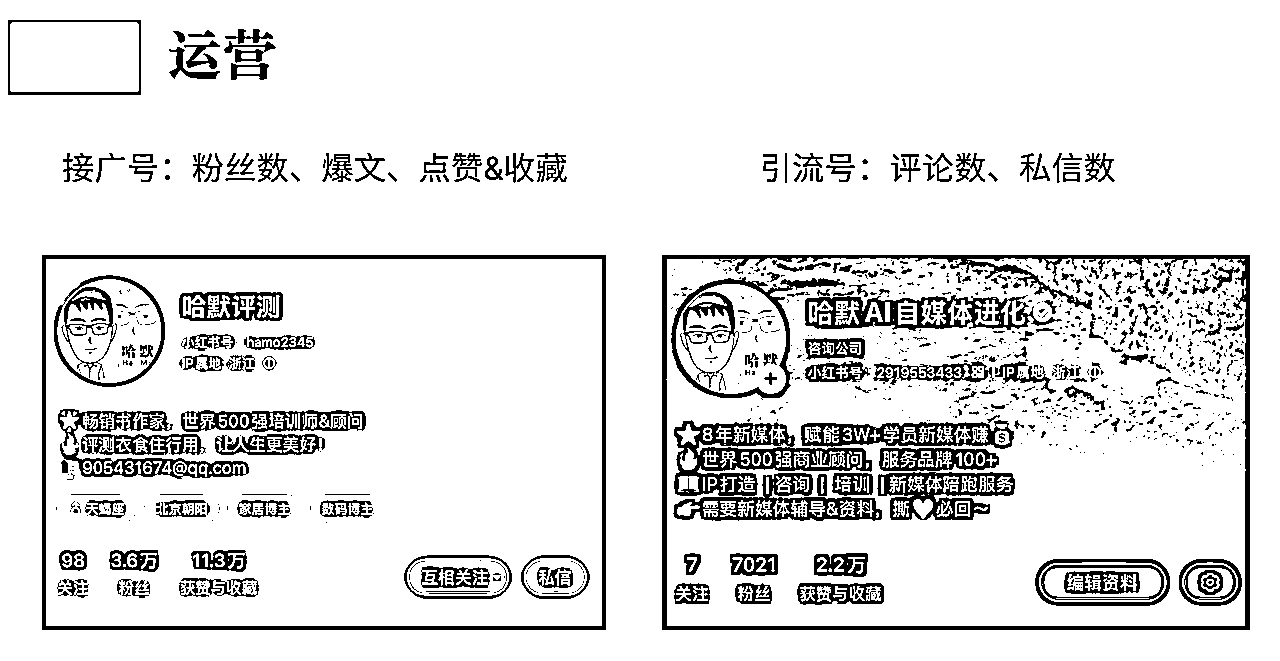 运营
接广号：粉丝数、爆文、点赞&收藏
引流号：评论数、私信数
哈默评测
小红书号 hamo2345
IP属地 浙江
畅销书作家，世界500强培训师&顾问
评测衣食住行用，让人生更美好!
906431674@qq.com
天蝎座 北京朝阳 家居博主 数码博主
98 3.6万 11.3万
关注 粉丝 获赞与收藏
互相关注 私信
哈默AI自媒体进化
哈默
咨询公司
小红书号 IP属地 浙江
8年新媒体，赋能3W+学员新媒体赚
世界500强商业顾问，服务品牌100+
IP打造 | 咨询 | 培训 | 新媒体陪跑服务
需要新媒体辅导&资料，撕必回~
7 7021 2.2万
关注 粉丝 获赞与收藏
编辑资料